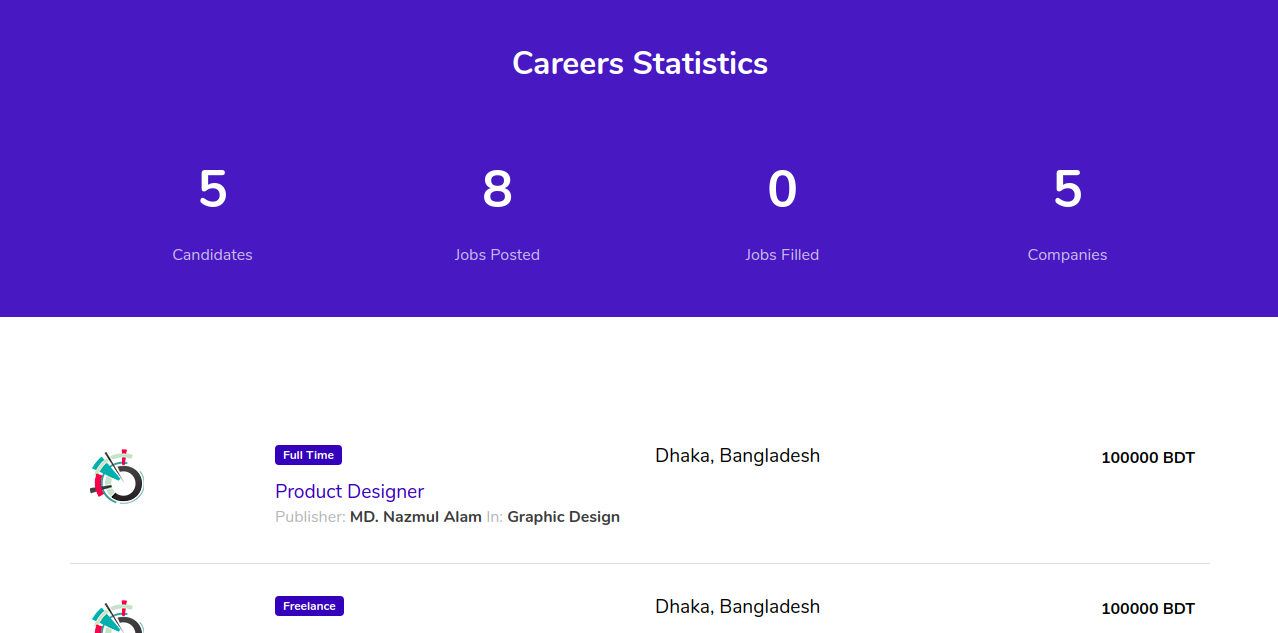 Careers Statistics
5
8
0
5
Candidates
Jobs Posted
Jobs Filled
Companies
Full Time
Dhaka, Bangladesh
100000 BDT
Product Designer
Publisher: MD. Nazmul Alam In: Graphic Design
Freelance
Dhaka, Bangladesh
100000 BDT